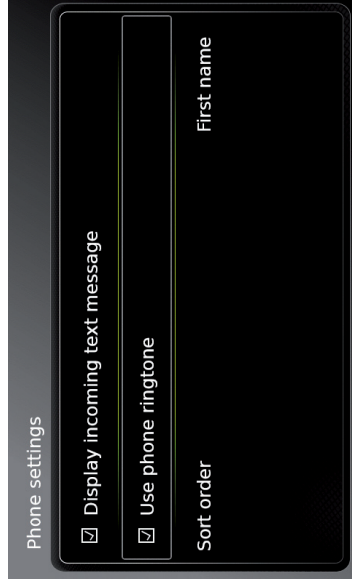 Phone settings
Display incoming text message
Use phone ringtone
Sort order First name